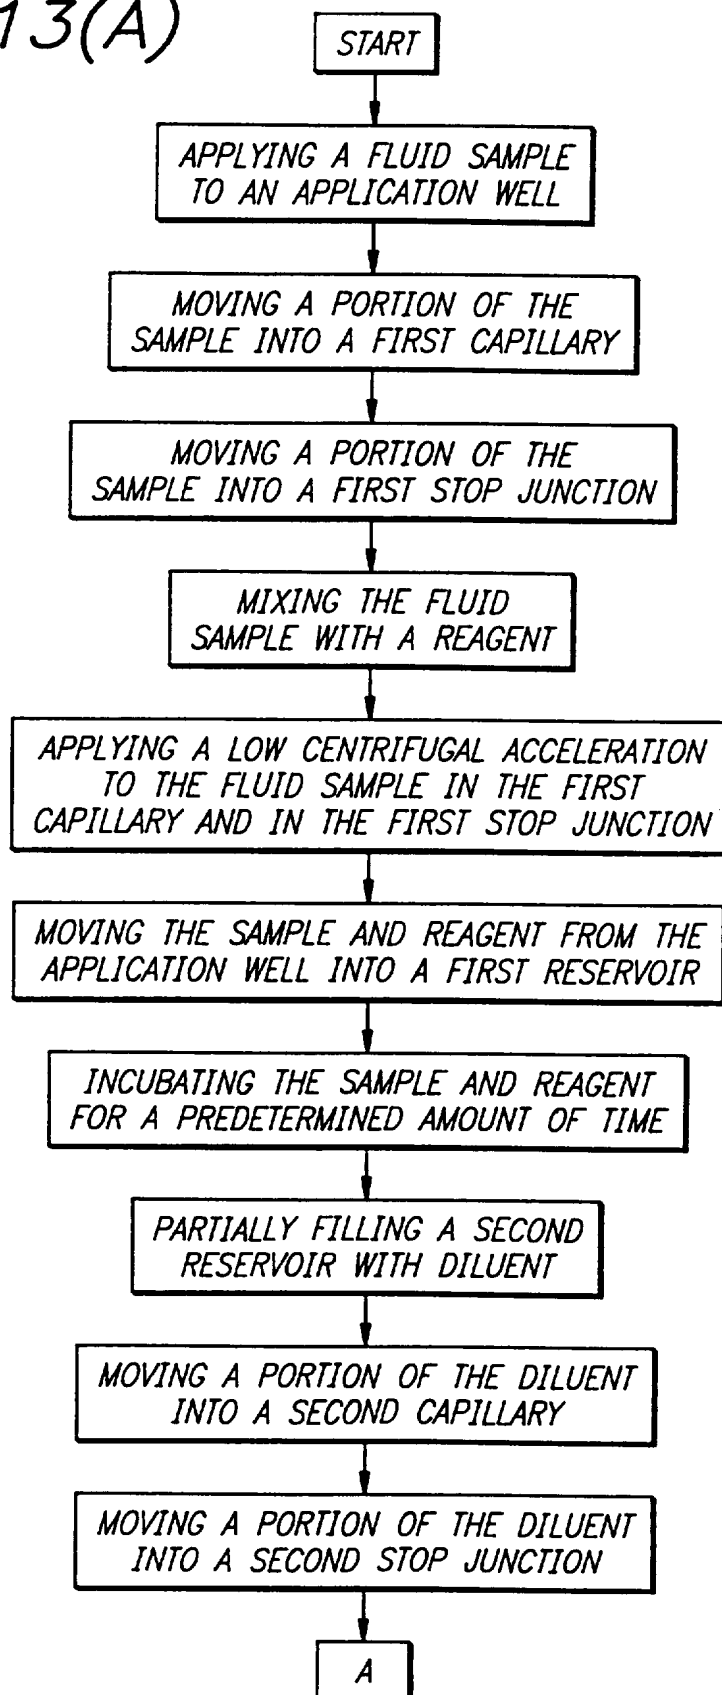 13(A)
START
APPLYING A FLUID SAMPLE
TO AN APPLICATION WELL
MOVING A PORTION OF THE
SAMPLE INTO A FIRST CAPILLARY
MOVING A PORTION OF THE
SAMPLE INTO A FIRST STOP JUNCTION
MIXING THE FLUID
SAMPLE WITH A REAGENT
APPLYING A LOW CENTRIFUGAL ACCELERATION
TO THE FLUID SAMPLE IN THE FIRST
CAPILLARY AND IN THE FIRST STOP JUNCTION
MOVING THE SAMPLE AND REAGENT FROM THE
APPLICATION WELL INTO A FIRST RESERVOIR
INCUBATING THE SAMPLE AND REAGENT
FOR A PREDETERMINED AMOUNT OF TIME
PARTIALLY FILLING A SECOND
RESERVOIR WITH DILUENT
MOVING A PORTION OF THE DILUENT
INTO A SECOND CAPILLARY
MOVING A PORTION OF THE DILUENT
INTO A SECOND STOP JUNCTION
A